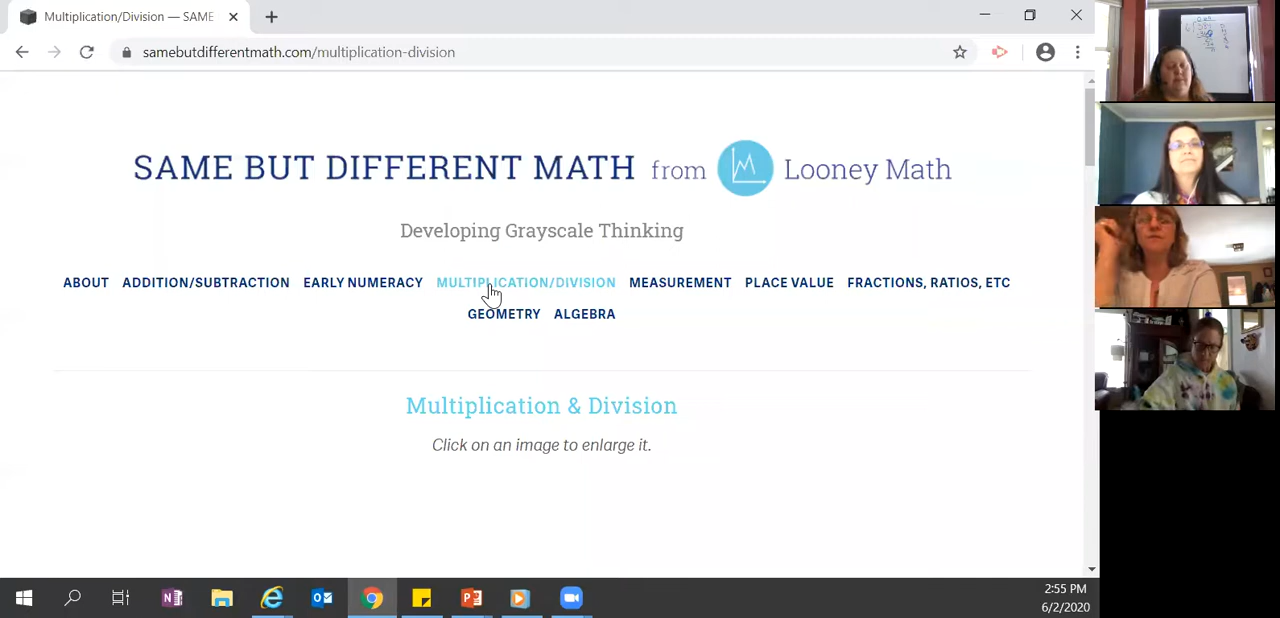 Multiplication/Division — SAME
samebutdifferentmath.com/multiplication-division
SAME BUT DIFFERENT MATH from Looney Math
Developing Grayscale Thinking
ABOUT ADDITION/SUBTRACTION EARLY NUMERACY MULTIPLICATION/DIVISION MEASUREMENT PLACE VALUE FRACTIONS, RATIOS, ETC
GEOMETRY ALGEBRA
Multiplication & Division
Click on an image to enlarge it.
2:55 PM
6/2/2020